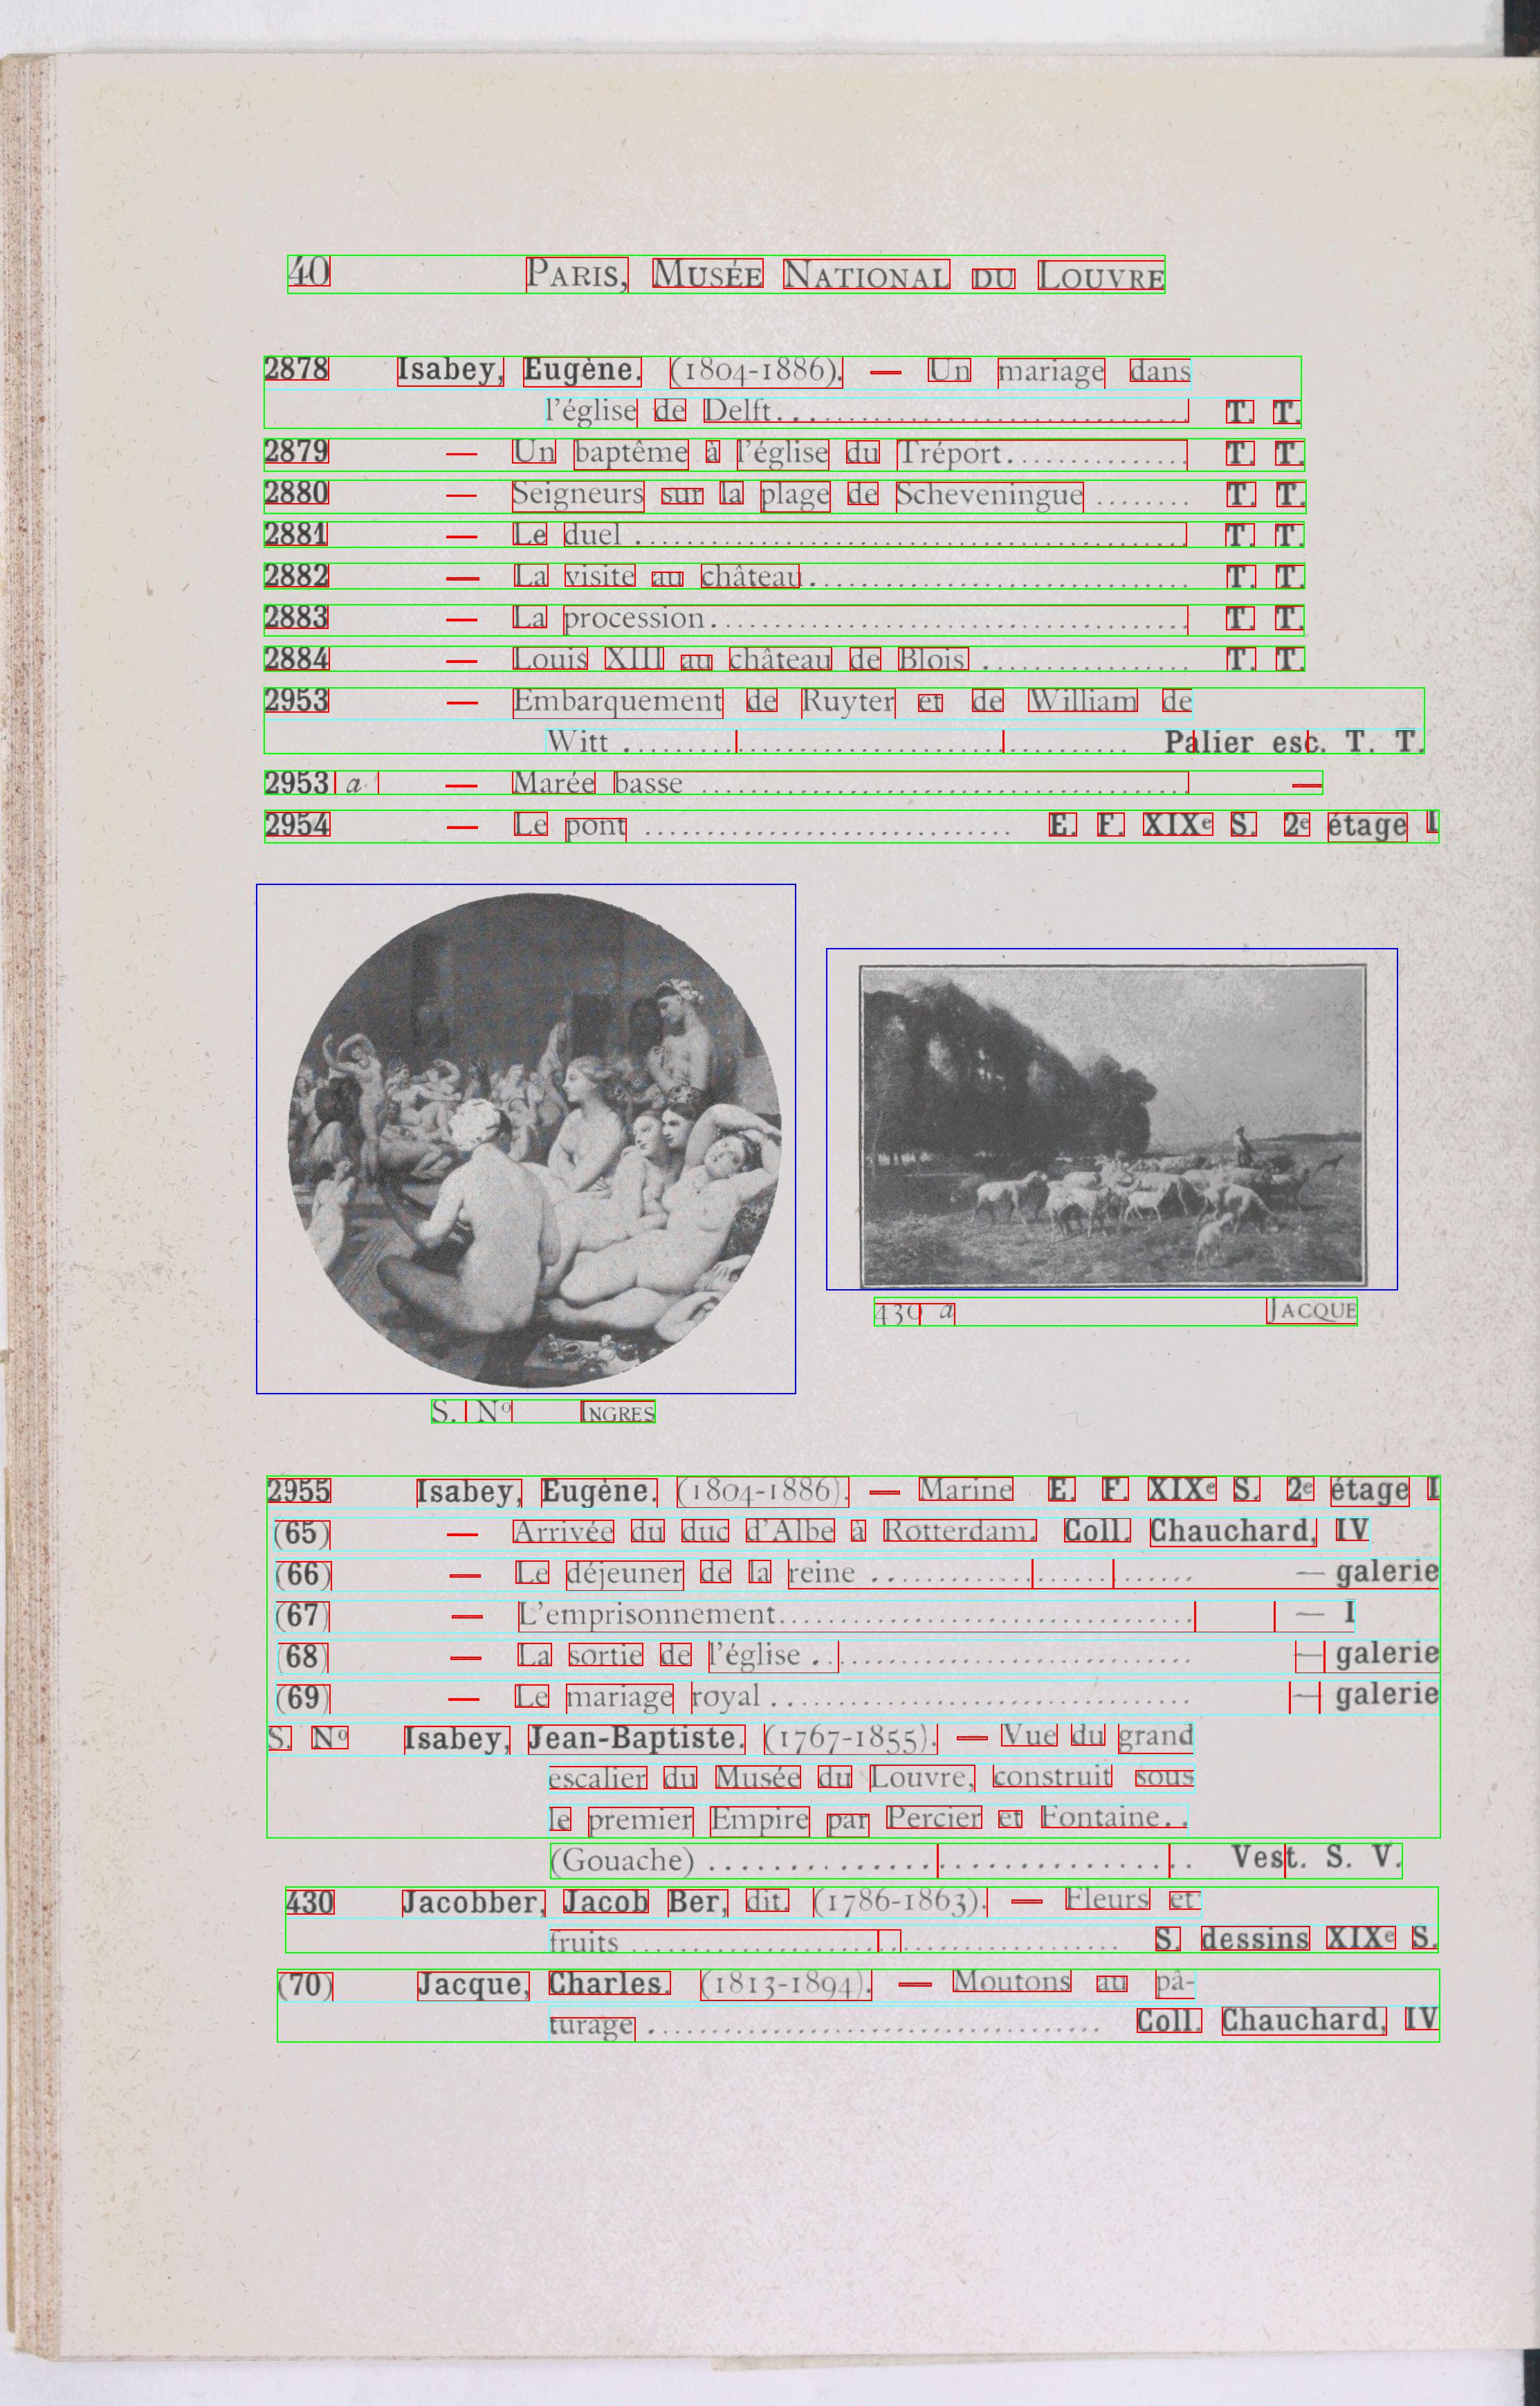 40 PARIS, MUSÉE NATIONAL DU LOUVRE
2878 Isabey, Eugène. (1804-1886). — Un mariage dans
l'église de Delft.................................. T. T.
2879 — Un baptême à l'église du Tréport............... T. T.
2880 — Seigneurs sur la plage de Scheveningue ........ T. T.
2881 — Le duel ............................................. T. T.
2882 — La visite au château............................... T. T.
2883 — La procession....................................... T. T.
2884 — Louis XIII au château de Blois ................. T. T.
2953 — Embarquement de Ruyter et de William de
Witt ......................................... Palier esc. T. T.
2953 a — Marée basse ........................................ —
2954 — Le pont .............................. E. F. XIXe S. 2e étage I
430 a JACQUE
S. No INGRES
2955 Isabey, Eugène. (1804-1886). — Marine E. F. XIXe S. 2e étage I
(65) — Arrivée du duc d'Albe à Rotterdam. Coll. Chauchard, IV
(66) — Le déjeuner de la reine .......................... — galerie
(67) — L'emprisonnement.................................. — I
(68) — La sortie de l'église ............................... — galerie
(69) — Le mariage royal .................................. — galerie
S. No Isabey, Jean-Baptiste. (1767-1855). — Vue du grand
escalier du Musée du Louvre, construit sous
le premier Empire par Percier et Fontaine..
(Gouache) ................................ Vest. S. V.
430 Jacobber, Jacob Ber, dit. (1786-1863). — Fleurs et
fruits ........................................ S. dessins XIXe S.
(70) Jacque, Charles. (1813-1894). — Moutons au pâ-
turage ..................................... Coll. Chauchard, IV